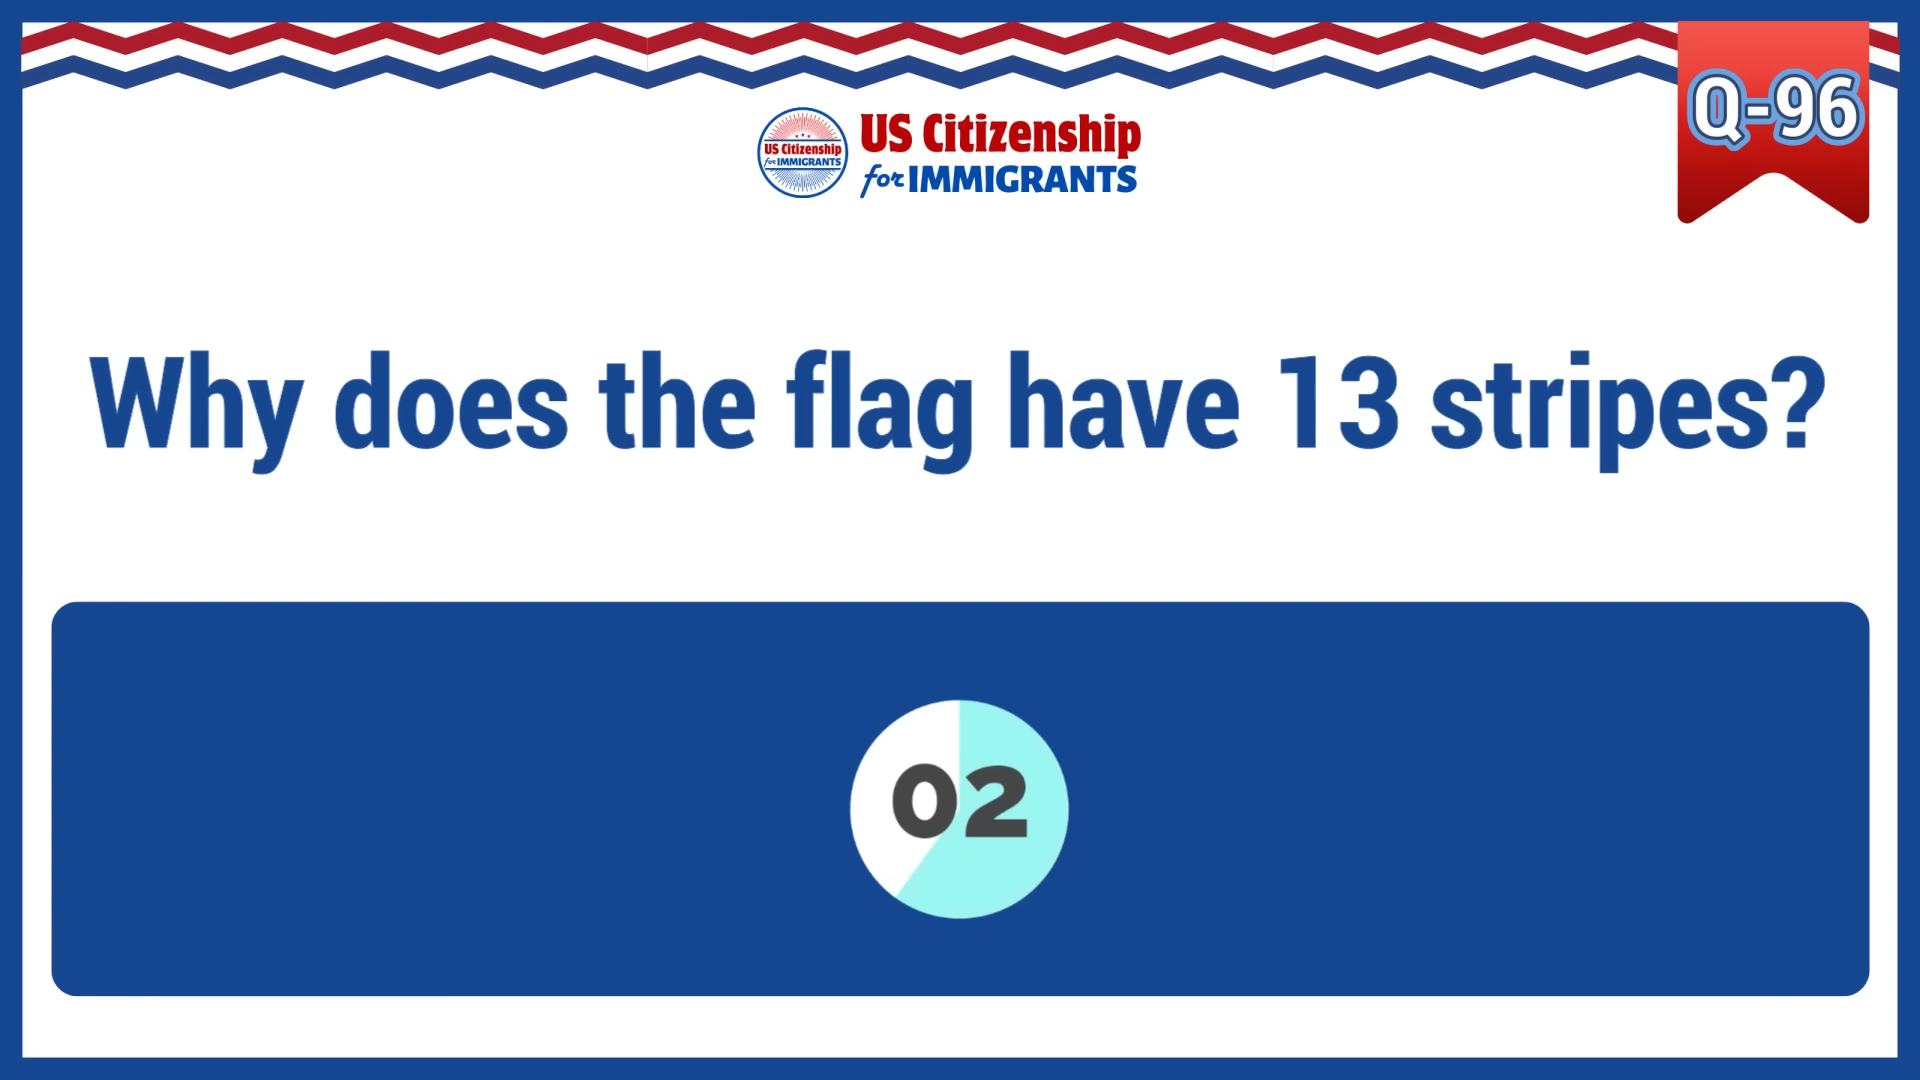 Q-96
US Citizenship
for IMMIGRANTS
US Citizenship
for IMMIGRANTS
Why does the flag have 13 stripes?
02